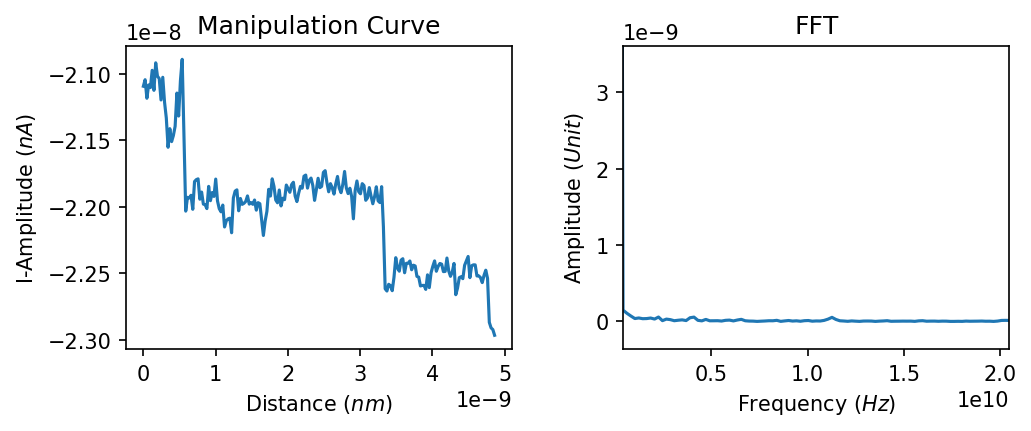 Manipulation Curve
1e−8
−2.10
−2.15
−2.20
−2.25
−2.30
I-Amplitude (nA)
0 1 2 3 4 5
1e−9
Distance (nm)
FFT
1e−9
3
1
0
Amplitude (Unit)
0.5 1.0 1.5 2.0
1e10
Frequency (Hz)